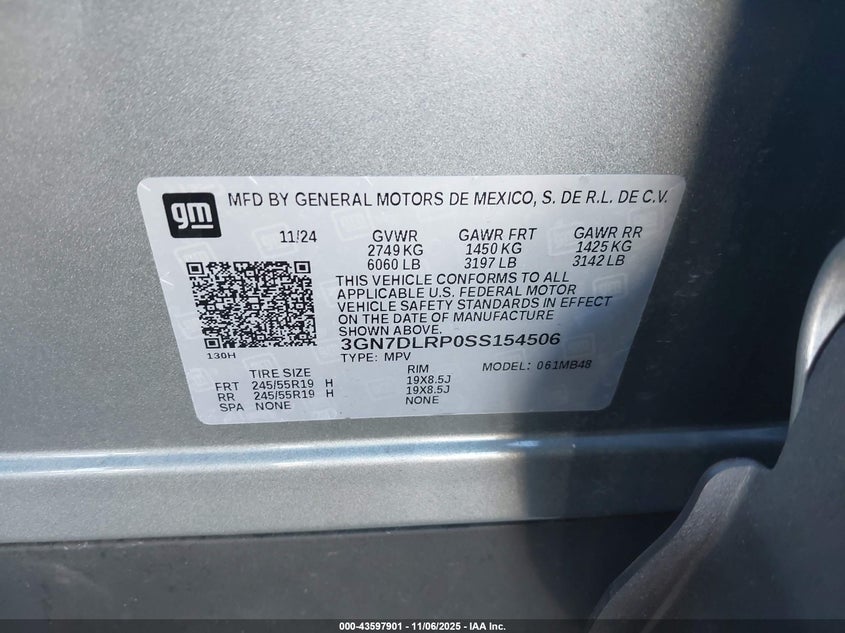 gm
MFD BY GENERAL MOTORS DE MEXICO, S. DE R.L. DE C.V.
11/24 GVWR GAWR FRT GAWR RR
2749 KG 1450 KG 1425 KG
6060 LB 3197 LB 3142 LB
THIS VEHICLE CONFORMS TO ALL
APPLICABLE U.S. FEDERAL MOTOR
VEHICLE SAFETY STANDARDS IN EFFECT
ON THE DATE OF MANUFACTURE
SHOWN ABOVE.
3GN7DLRP0SS154506
130H
TYPE: MPV MODEL: 061MB48
TIRE SIZE RIM
FRT 245/55R19 H 19X8.5J
RR 245/55R19 H 19X8.5J
SPA NONE NONE
000-43597901 - 11/06/2025 - IAA Inc.